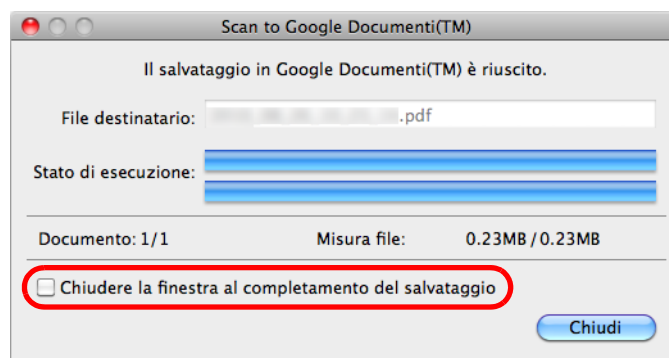 Scan to Google Documenti(TM)
Il salvataggio in Google Documenti(TM) è riuscito.
File destinatario: .pdf
Stato di esecuzione:
Documento: 1/1 Misura file: 0.23MB / 0.23MB
Chiudere la finestra al completamento del salvataggio
Chiudi